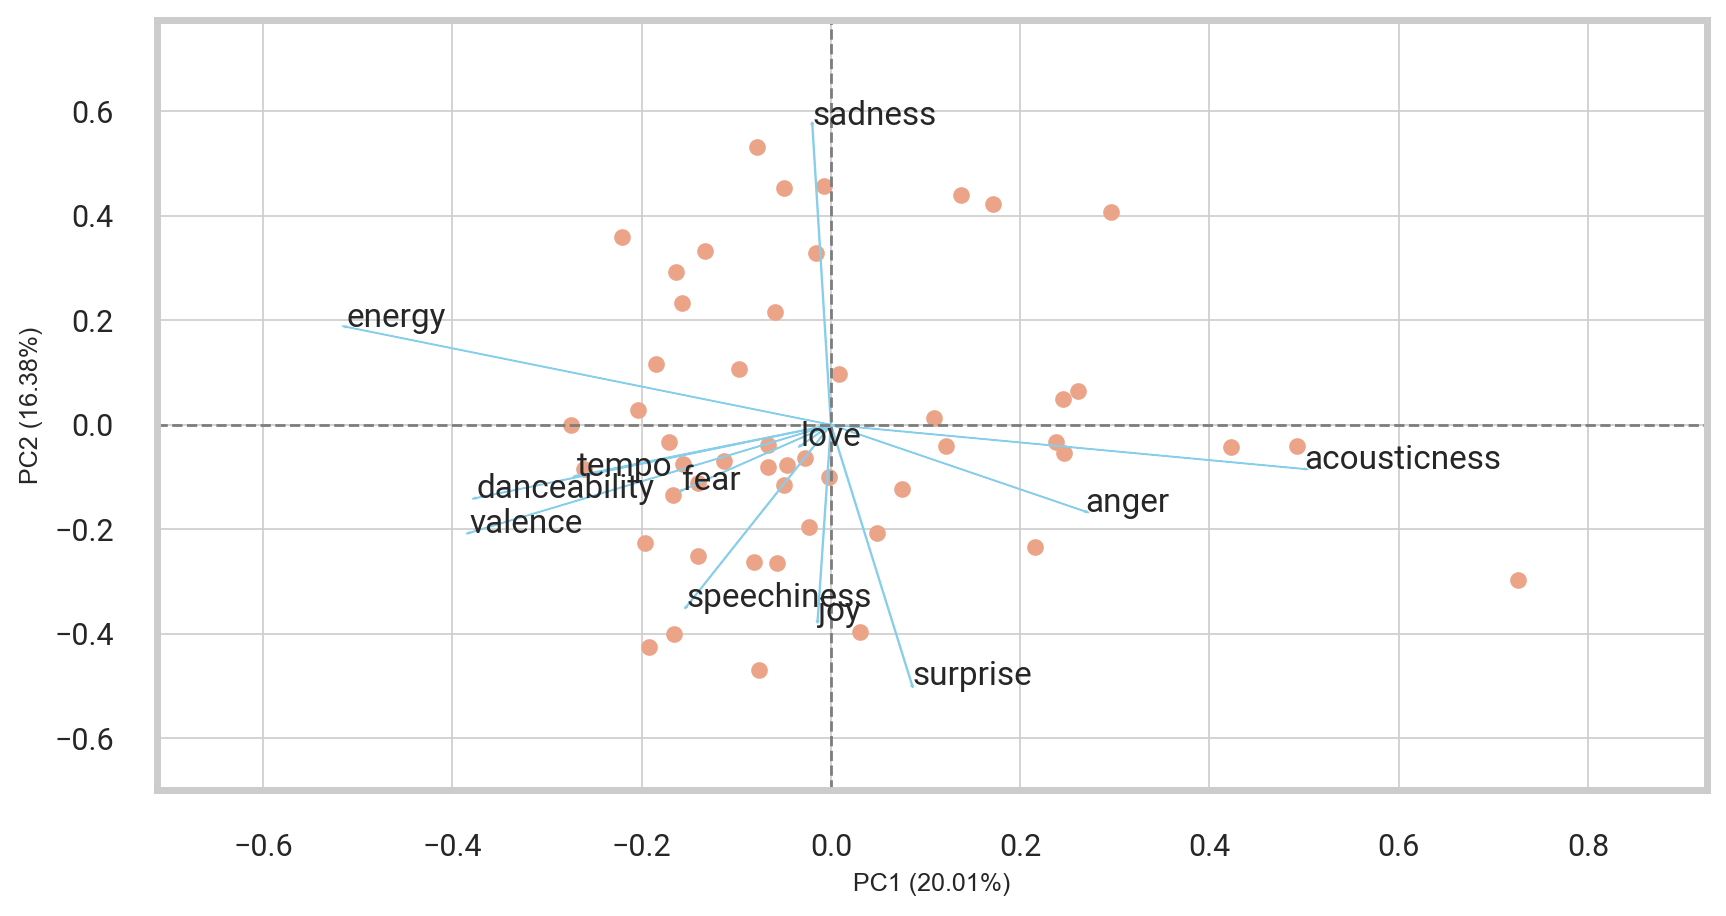 sadness
energy
love
tempo
acousticness
fear
danceability
anger
valence
speechiness
joy
surprise
0.6
0.4
0.2
0.0
−0.2
−0.4
−0.6
PC2 (16.38%)
−0.6
−0.4
−0.2
0.0
0.2
0.4
0.6
0.8
PC1 (20.01%)